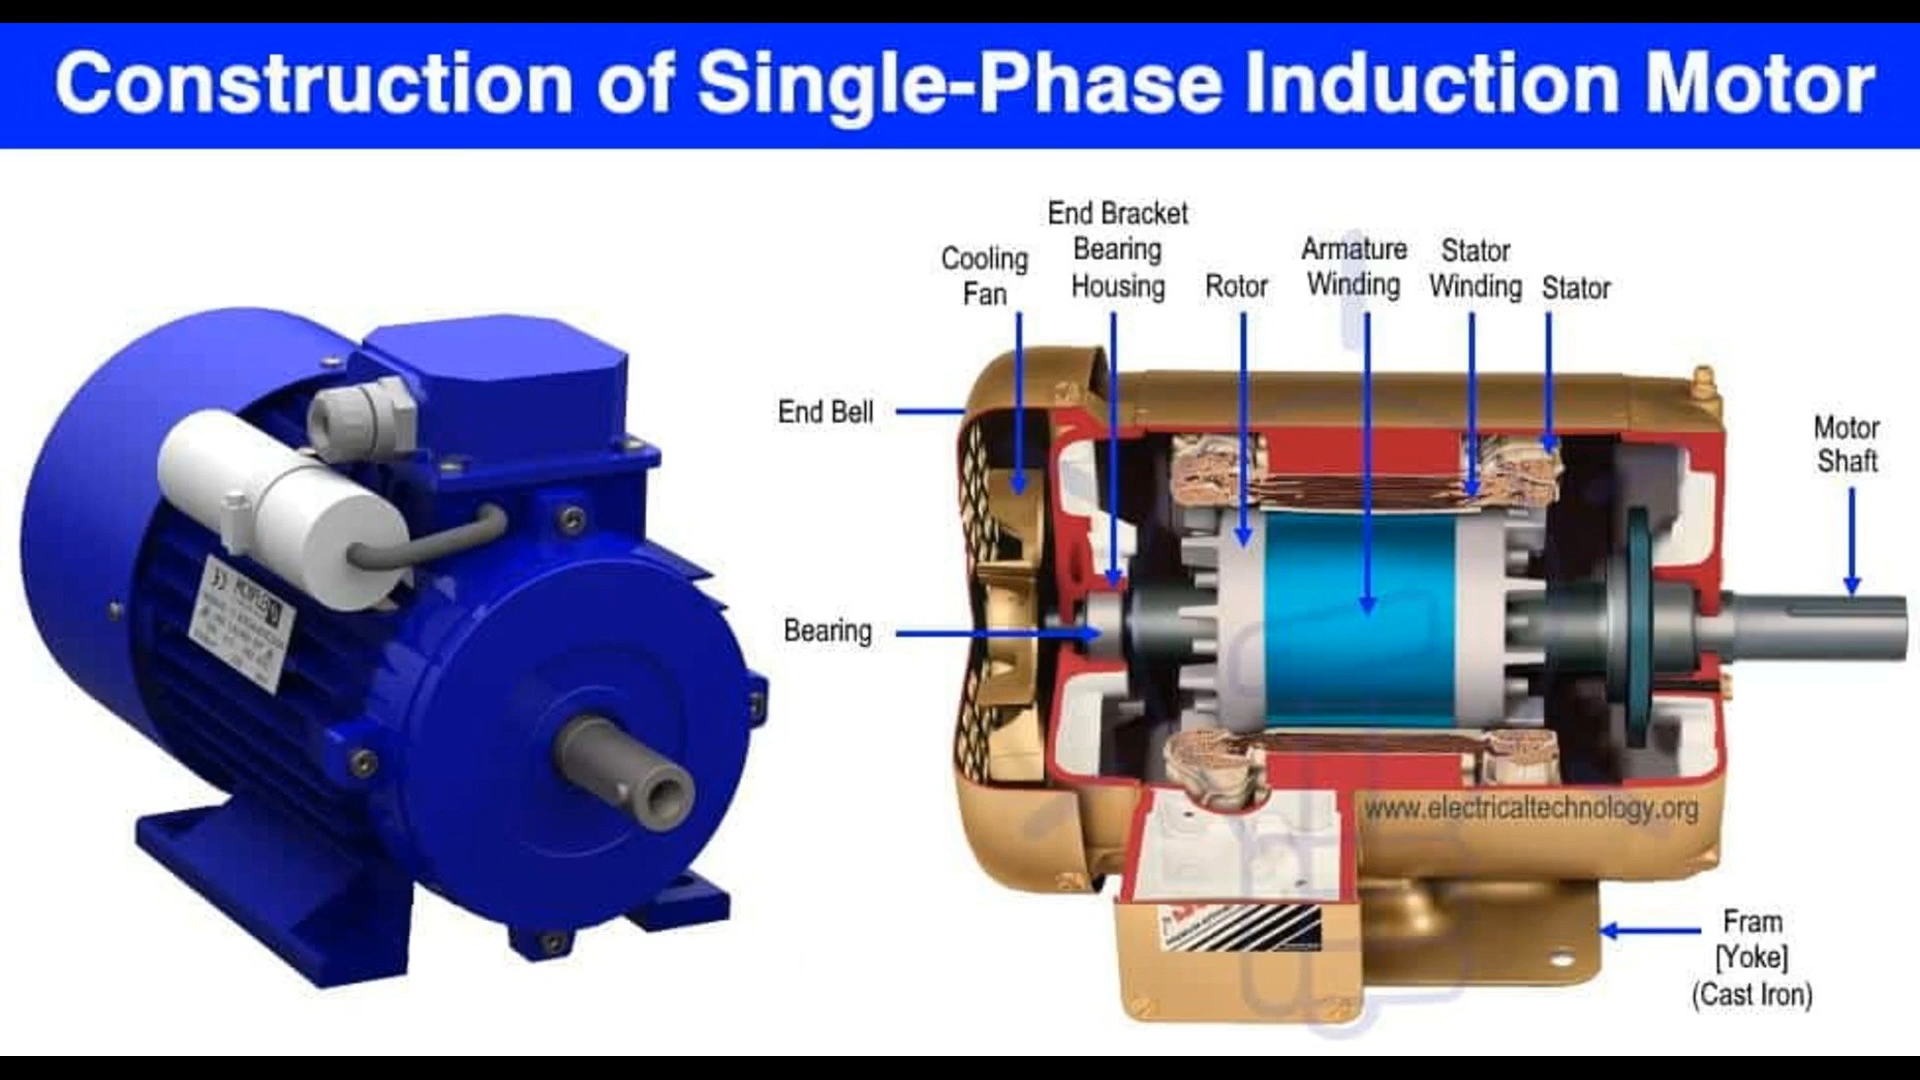 Construction of Single-Phase Induction Motor
End Bracket
Bearing
Housing
Cooling
Fan
Rotor
Armature
Winding
Stator
Winding
Stator
End Bell
Motor
Shaft
Bearing
www.electricaltechnology.org
Fram
[Yoke]
(Cast Iron)